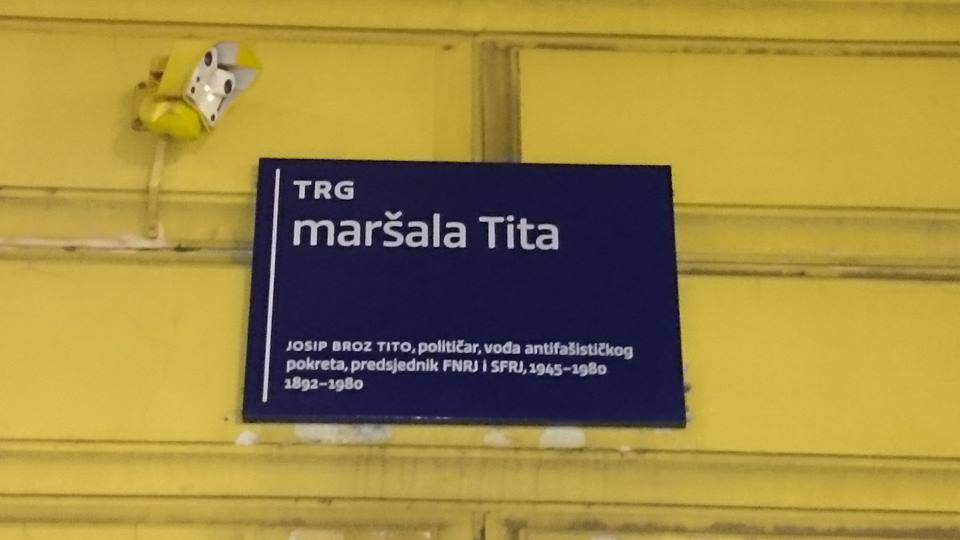 TRG
maršala Tita
JOSIP BROZ TITO, političar, vođa antifašističkog
pokreta, predsjednik FNRJ i SFRJ, 1945–1980
1892–1980